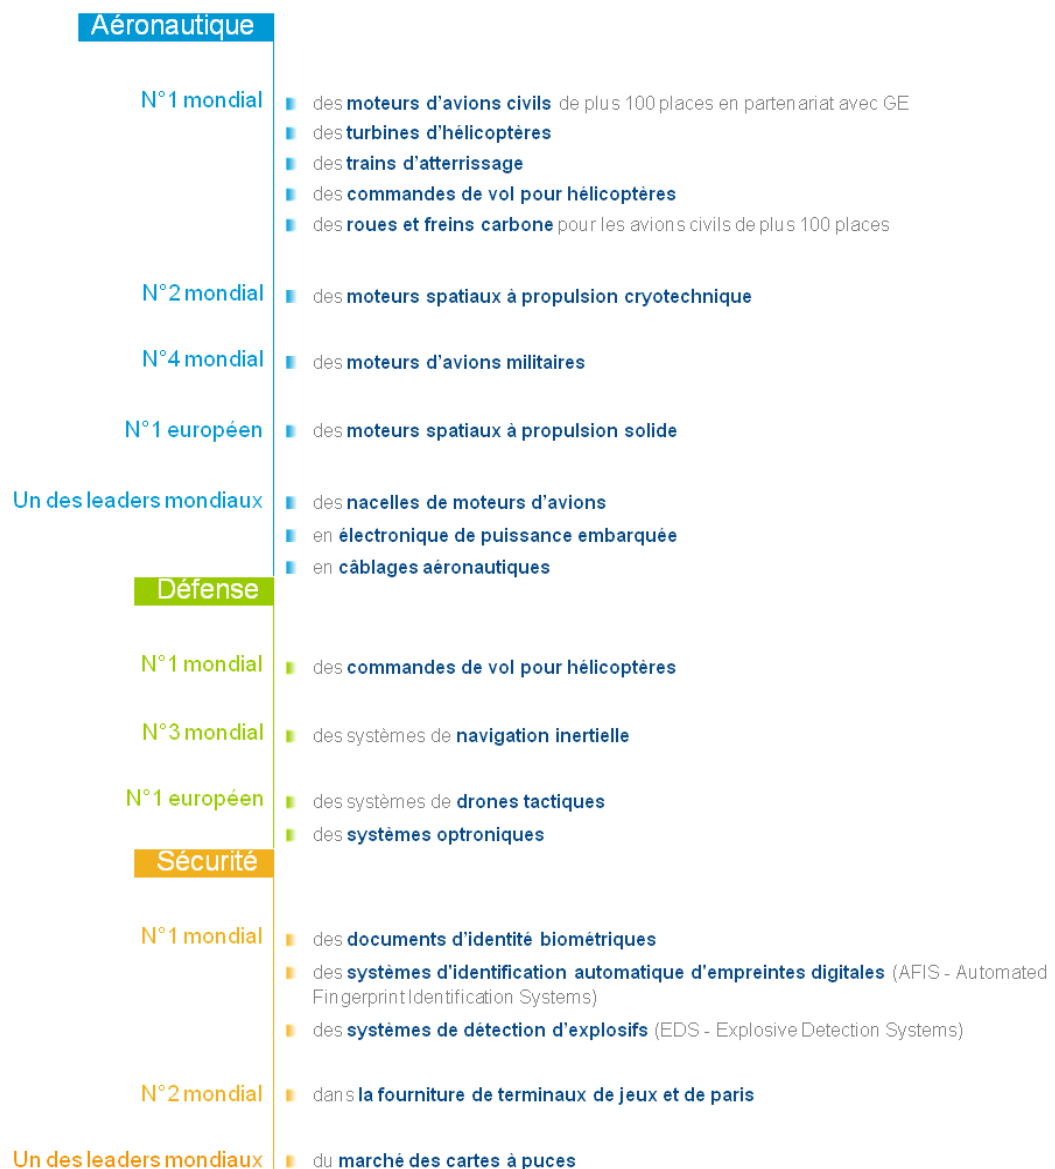 Aéronautique
N°1 mondial
des moteurs d'avions civils de plus 100 places en partenariat avec GE
des turbines d'hélicoptères
des trains d'atterrissage
des commandes de vol pour hélicoptères
des roues et freins carbone pour les avions civils de plus 100 places
N°2 mondial
des moteurs spatiaux à propulsion cryotechnique
N°4 mondial
des moteurs d'avions militaires
N°1 européen
des moteurs spatiaux à propulsion solide
Un des leaders mondiaux
des nacelles de moteurs d'avions
en électronique de puissance embarquée
en câblages aéronautiques
Défense
N°1 mondial
des commandes de vol pour hélicoptères
N°3 mondial
des systèmes de navigation inertielle
N°1 européen
des systèmes de drones tactiques
des systèmes optroniques
Sécurité
N°1 mondial
des documents d'identité biométriques
des systèmes d'identification automatique d'empreintes digitales (AFIS - Automated
Fingerprint Identification Systems)
des systèmes de détection d'explosifs (EDS - Explosive Detection Systems)
N°2 mondial
dans la fourniture de terminaux de jeux et de paris
Un des leaders mondiaux
du marché des cartes à puces